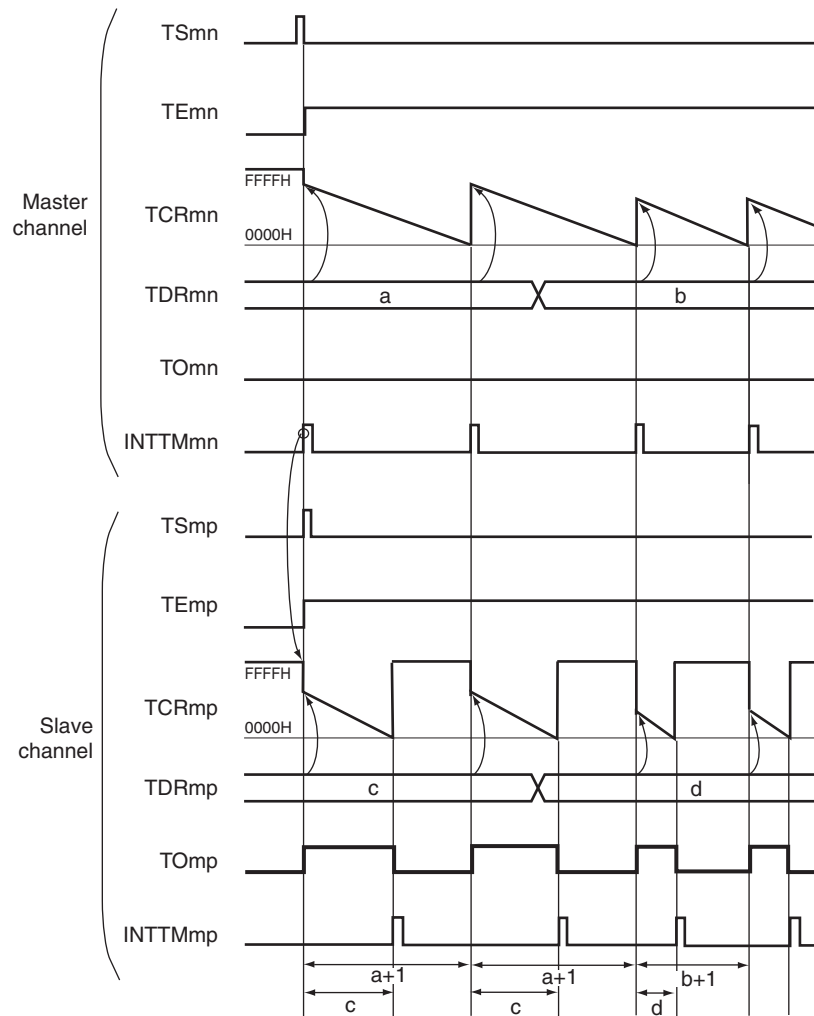 TSmn
TEmn
FFFFH
Master
channel
TCRmn
0000H
TDRmn
a
b
TOmn
INTTMmn
TSmp
TEmp
FFFFH
TCRmp
Slave
channel
0000H
TDRmp
c
d
TOmp
INTTMmp
a+1
a+1
b+1
c
c
d